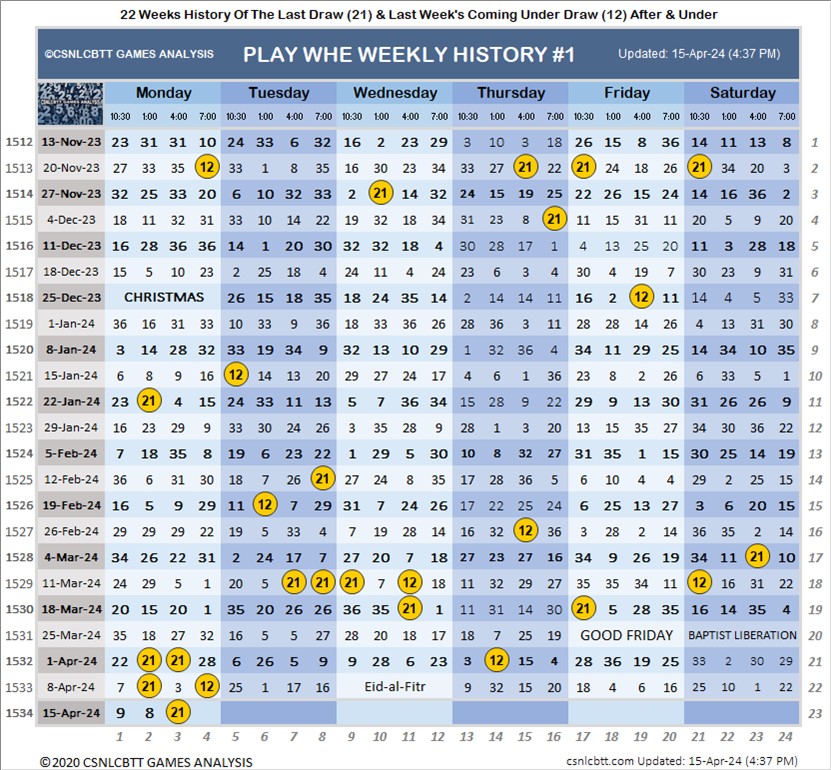 22 Weeks History Of The Last Draw (21) & Last Week's Coming Under Draw (12) After & Under
©CSNLCBTT GAMES ANALYSIS PLAY WHE WEEKLY HISTORY #1 Updated: 15-Apr-24 (4:37 PM)
Monday Tuesday Wednesday Thursday Friday Saturday
10:30 1:00 4:00 7:00 10:30 1:00 4:00 7:00 10:30 1:00 4:00 7:00 10:30 1:00 4:00 7:00 10:30 1:00 4:00 7:00 10:30 1:00 4:00 7:00
1512 13-Nov-23 23 31 31 10 24 33 6 32 16 2 23 29 3 10 3 18 26 15 8 36 14 11 13 8 1
1513 20-Nov-23 27 33 35 12 33 1 8 35 16 30 23 34 33 27 21 22 21 24 18 26 21 34 20 3 2
1514 27-Nov-23 32 25 33 20 6 10 32 33 2 21 14 32 24 15 19 25 22 26 15 24 14 16 36 2 3
1515 4-Dec-23 18 11 32 31 33 10 14 22 19 32 18 34 31 23 8 21 11 15 31 11 20 5 9 20 4
1516 11-Dec-23 16 28 36 36 14 1 20 30 32 32 18 4 30 28 17 1 4 13 25 20 11 3 28 18 5
1517 18-Dec-23 15 5 10 23 2 25 18 4 24 11 4 24 23 6 3 4 30 4 19 7 30 23 9 31 6
1518 25-Dec-23 CHRISTMAS 26 15 18 35 18 24 35 14 2 14 14 11 16 2 12 11 14 4 5 33 7
1519 1-Jan-24 36 16 31 33 10 33 9 36 18 33 36 26 28 36 3 11 28 28 14 26 4 13 31 30 8
1520 8-Jan-24 3 14 28 32 33 19 34 9 32 13 10 29 1 32 36 4 34 11 29 25 14 34 10 35 9
1521 15-Jan-24 6 8 9 16 12 14 13 20 29 27 24 17 4 6 1 36 23 8 2 26 6 33 5 1 10
1522 22-Jan-24 23 21 4 15 24 33 11 13 5 7 36 34 15 28 9 22 29 9 13 30 31 26 26 9 11
1523 29-Jan-24 16 23 29 9 33 30 24 26 3 35 28 9 28 1 3 20 13 15 35 27 34 30 36 22 12
1524 5-Feb-24 7 18 35 8 19 6 23 22 1 29 5 30 10 8 32 27 31 35 1 15 30 25 14 19 13
1525 12-Feb-24 36 6 31 30 18 7 26 21 34 24 8 25 17 28 36 5 6 10 4 4 29 2 25 15 14
1526 19-Feb-24 16 5 9 29 11 12 7 29 31 7 24 26 17 22 25 24 6 25 13 27 3 6 20 15 15
1527 26-Feb-24 29 29 29 22 19 5 33 4 7 19 28 14 16 32 12 36 3 28 2 14 36 35 2 14 16
1528 4-Mar-24 34 26 22 31 2 24 17 7 27 20 7 18 27 23 27 16 34 9 26 19 34 11 21 10 17
1529 11-Mar-24 24 29 5 1 20 5 21 21 21 7 12 18 11 32 29 27 35 35 34 11 12 16 31 22 18
1530 18-Mar-24 20 15 20 1 35 20 26 26 36 35 21 1 11 31 14 30 21 5 28 35 16 14 35 4 19
1531 25-Mar-24 35 18 27 32 16 5 5 27 28 20 18 17 18 7 25 19 GOOD FRIDAY BAPTIST LIBERATION 20
1532 1-Apr-24 22 21 21 28 6 26 5 9 9 28 6 23 3 12 15 4 28 36 19 25 33 2 30 29 21
1533 8-Apr-24 7 21 3 12 25 1 17 16 Eid-al-Fitr 9 32 15 20 18 4 6 16 25 10 1 22 22
1534 15-Apr-24 9 8 21 23
1 2 3 4 5 6 7 8 9 10 11 12 13 14 15 16 17 18 19 20 21 22 23 24
©2020 CSNLCBTT GAMES ANALYSIS csnlcbtt.com Updated: 15-Apr-24 (4:37 PM)